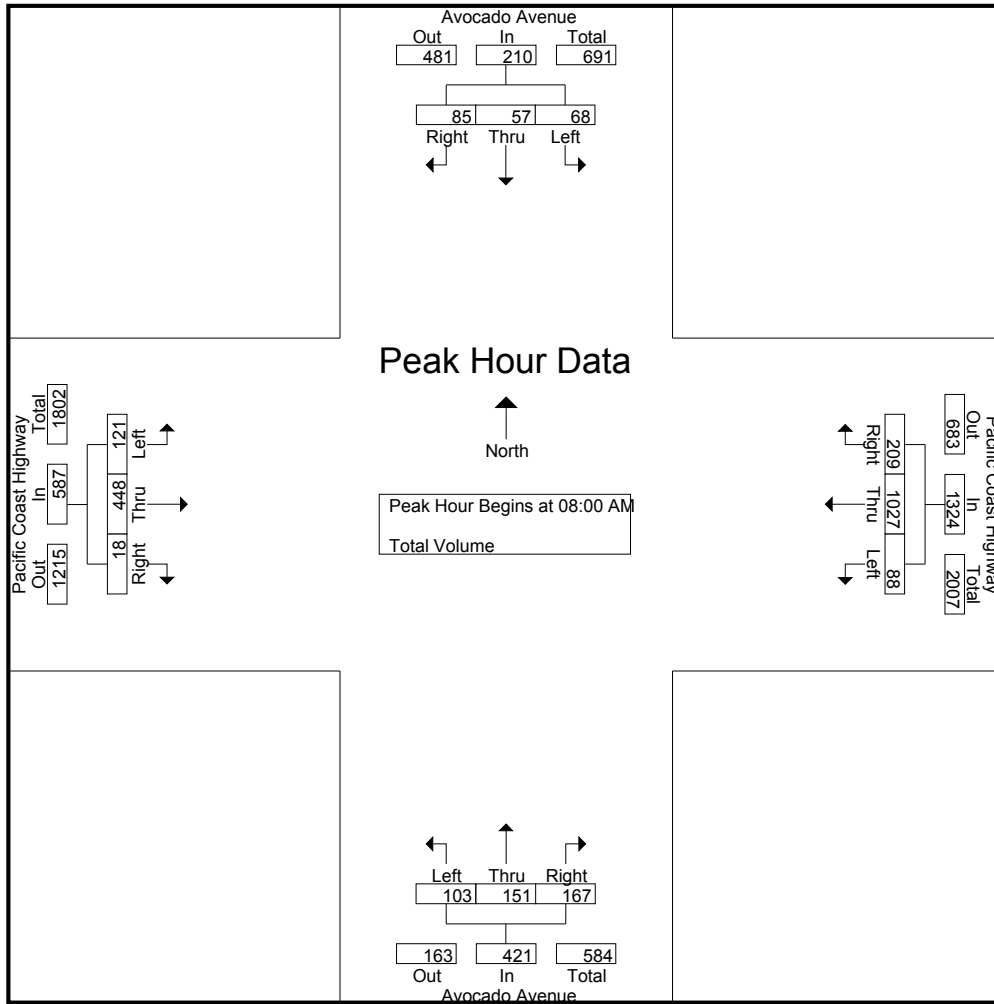 Avocado Avenue
Out In Total
481 210 691
85 57 68
Right Thru Left
Peak Hour Data
North
Peak Hour Begins at 08:00 AM
Total Volume
Pacific Coast Highway
Total In Out
1802 587 1215
121 448 18
Left Thru Right
Right Thru Left
209 1027 88
683 1324 2007
Out In Total
Pacific Coast Highway
Left Thru Right
103 151 167
163 421 584
Out In Total
Avocado Avenue